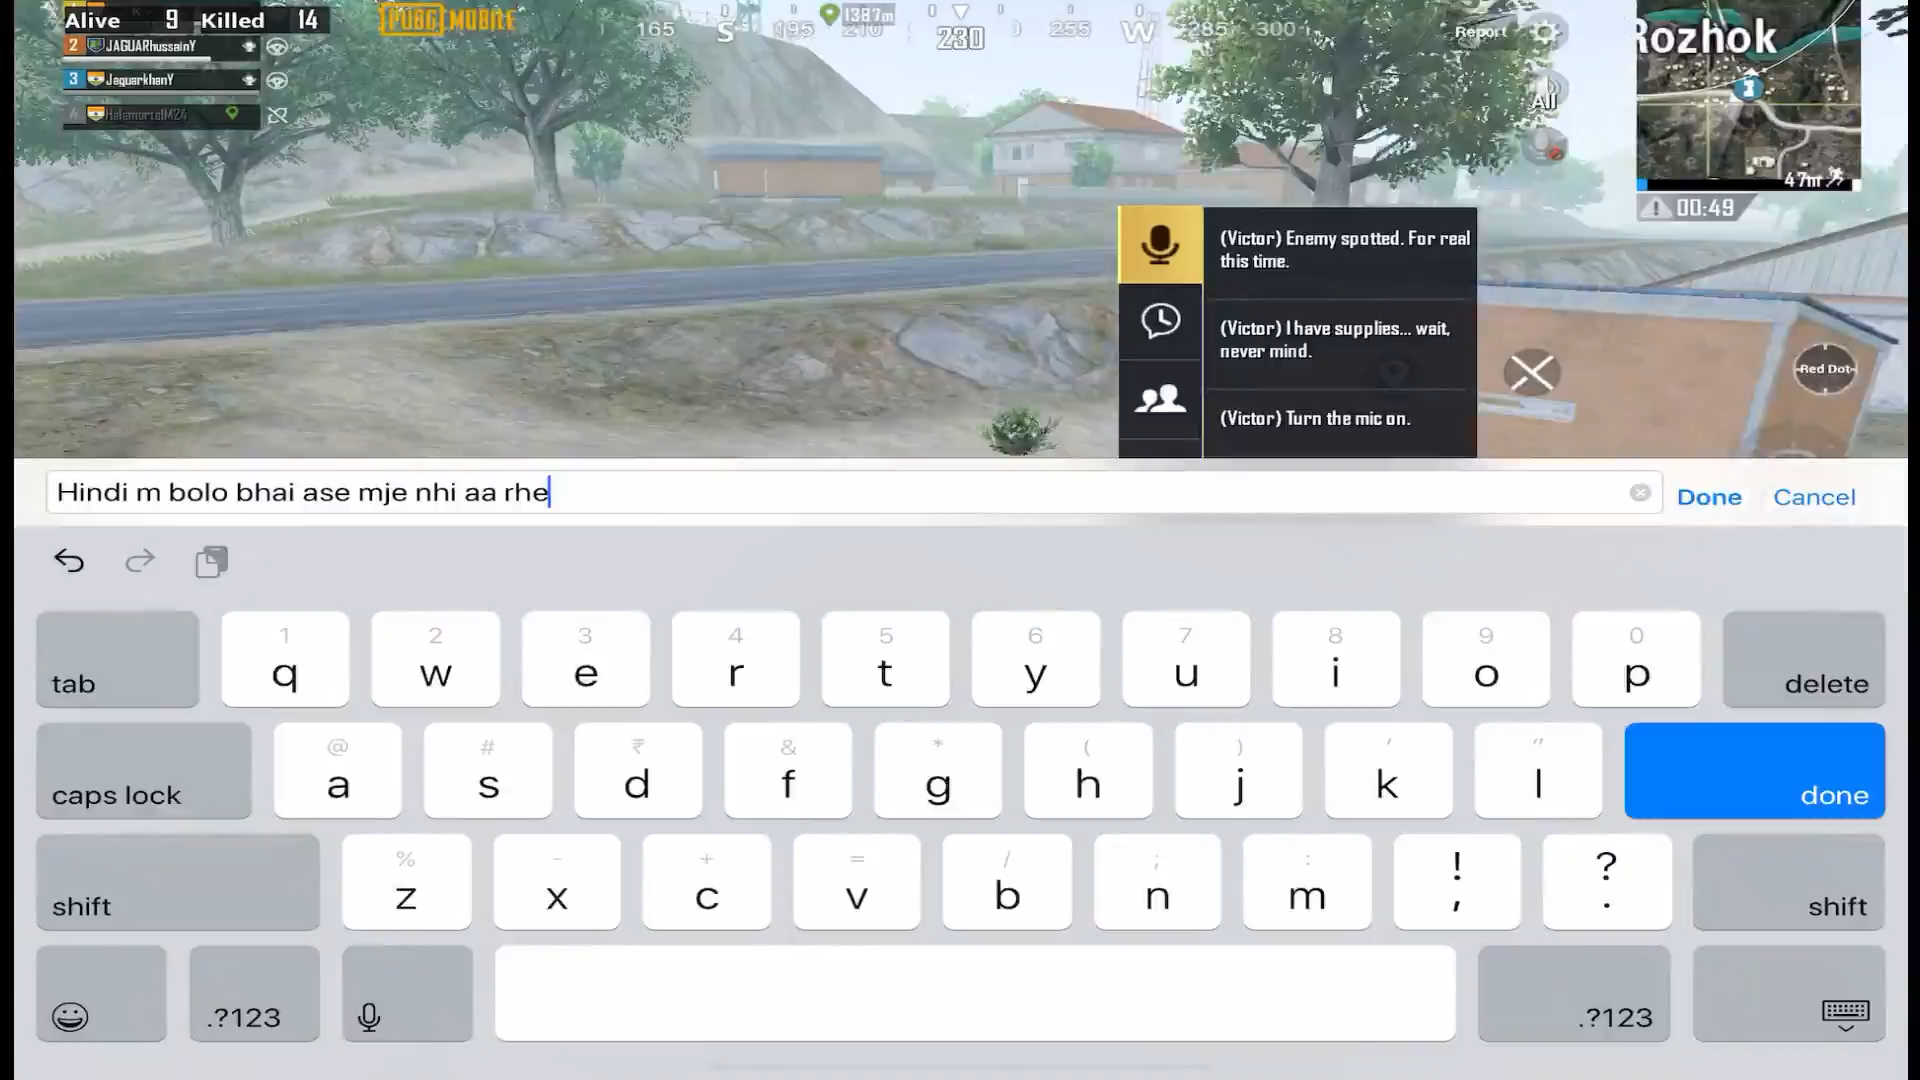 Alive 9 Killed 14
PUBG MOBILE
165 S 195 210 230 255 W 285 300
1387m
Report
Rozhok
2 JAGUARhussainY
3 JaguarkhanY
4
All
47m
00:49
(Victor) Enemy spotted. For real
this time.
(Victor) I have supplies... wait,
never mind.
(Victor) Turn the mic on.
Red Dot
Hindi m bolo bhai ase mje nhi aa rhe
Done Cancel
1 2 3 4 5 6 7 8 9 0
tab q w e r t y u i o p delete
@ # ₹ & * ( ) ' "
caps lock a s d f g h j k l done
% - + = / ; : ! ?
shift z x c v b n m , . shift
.?123 .?123